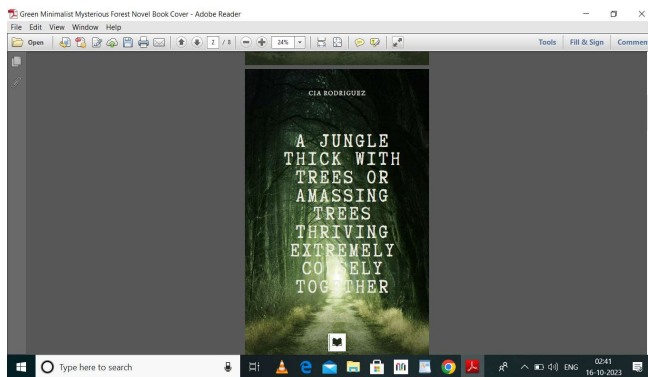 Green Minimalist Mysterious Forest Novel Book Cover - Adobe Reader
File Edit View Window Help
Open 2 / 8 24% Tools Fill & Sign Commen
CIA RODRIGUEZ
A JUNGLE
THICK WITH
TREES OR
AMASSING
TREES
THRIVING
EXTREMELY
CO SELY
TOGETHER
Type here to search
ENG
02:41
16-10-2023